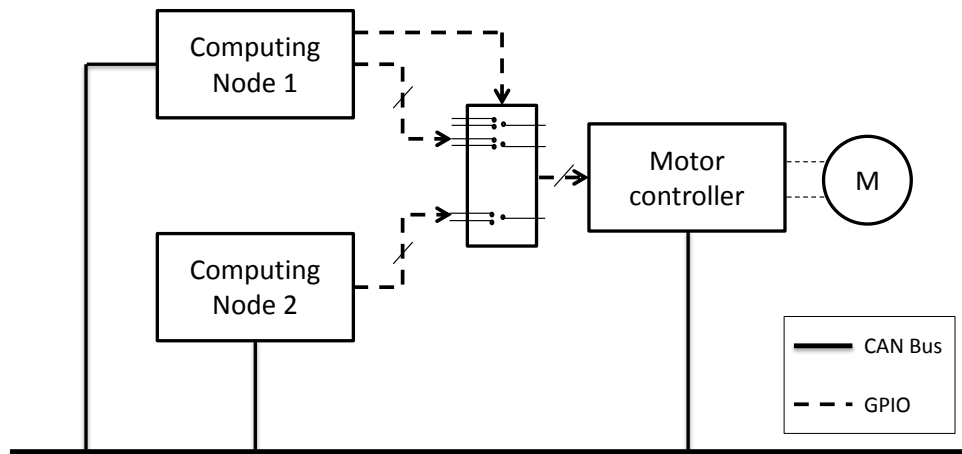 Computing
Node 1
Motor
controller
M
Computing
Node 2
CAN Bus
GPIO